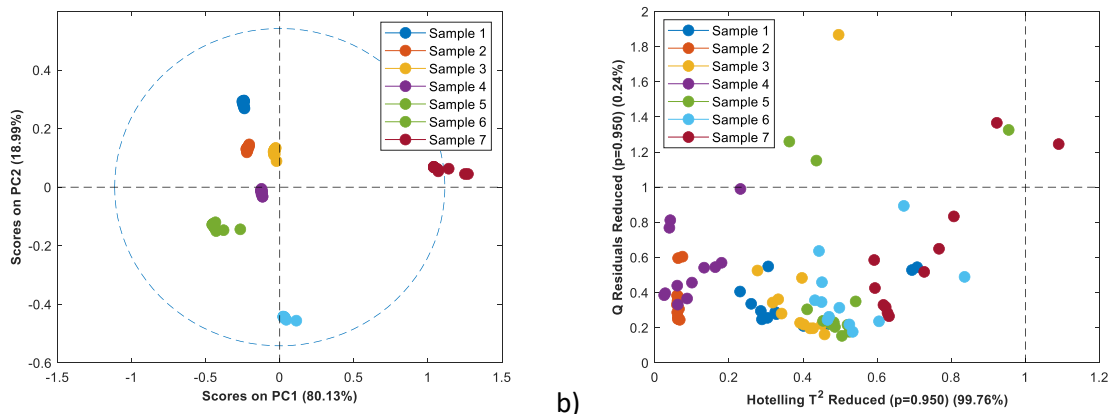 0.4
0.2
0
-0.2
-0.4
-0.6
Scores on PC2 (18.99%)
-1.5
-1
-0.5
0
0.5
1
1.5
Scores on PC1 (80.13%)
Sample 1
Sample 2
Sample 3
Sample 4
Sample 5
Sample 6
Sample 7
b)
2
1.8
1.6
1.4
1.2
1
0.8
0.6
0.4
0.2
0
Q Residuals Reduced (p=0.950) (0.24%)
0
0.2
0.4
0.6
0.8
1
1.2
Hotelling T² Reduced (p=0.950) (99.76%)
Sample 1
Sample 2
Sample 3
Sample 4
Sample 5
Sample 6
Sample 7